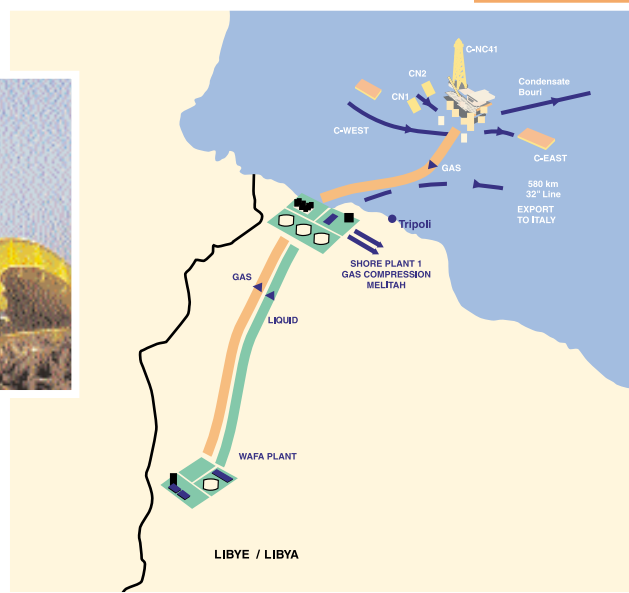 C-NC41
CN2
CN1
Condensate
Bouri
C-WEST
C-EAST
GAS
580 km
32" Line
EXPORT
TO ITALY
Tripoli
SHORE PLANT 1
GAS COMPRESSION
MELITAH
GAS
LIQUID
WAFA PLANT
LIBYE / LIBYA